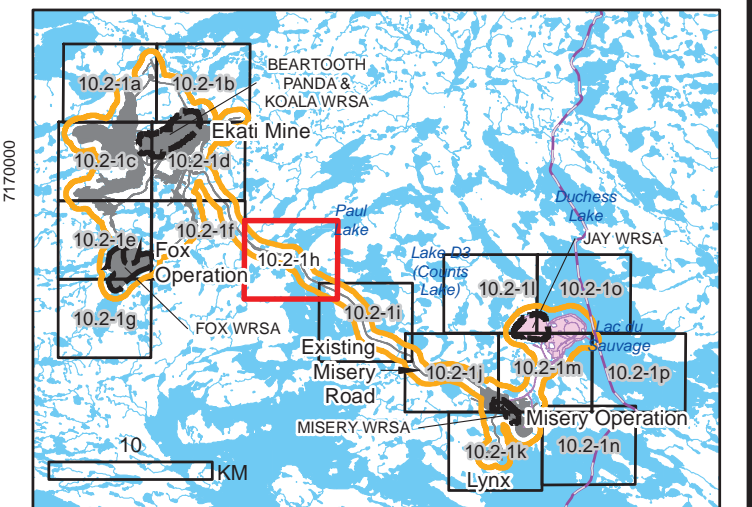 7170000
10.2-1a
10.2-1b
BEARTOOTH
PANDA &
KOALA WRSA
10.2-1c
10.2-1d
Ekati Mine
10.2-1e
10.2-1f
Fox
Operation
10.2-1g
FOX WRSA
10.2-1h
Paul
Lake
10.2-1i
Existing
Misery
Road
Lake D3
(Counts
Lake)
Duchess
Lake
JAY WRSA
10.2-1l
10.2-1o
Lac du
Sauvage
10.2-1j
10.2-1m
10.2-1p
MISERY WRSA
Misery Operation
10.2-1k
10.2-1n
Lynx
10
KM